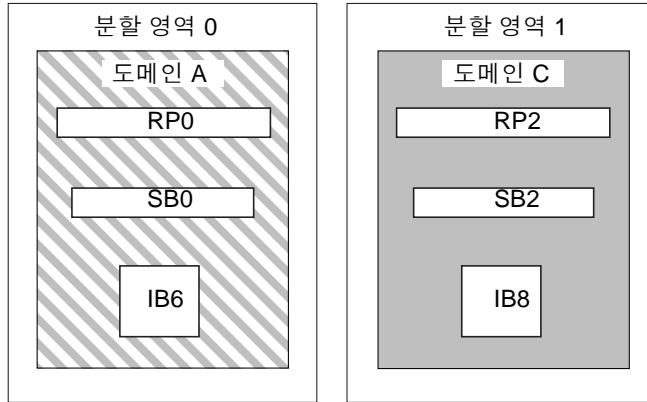 분할 영역 0
도메인 A
RP0
SB0
IB6
분할 영역 1
도메인 C
RP2
SB2
IB8